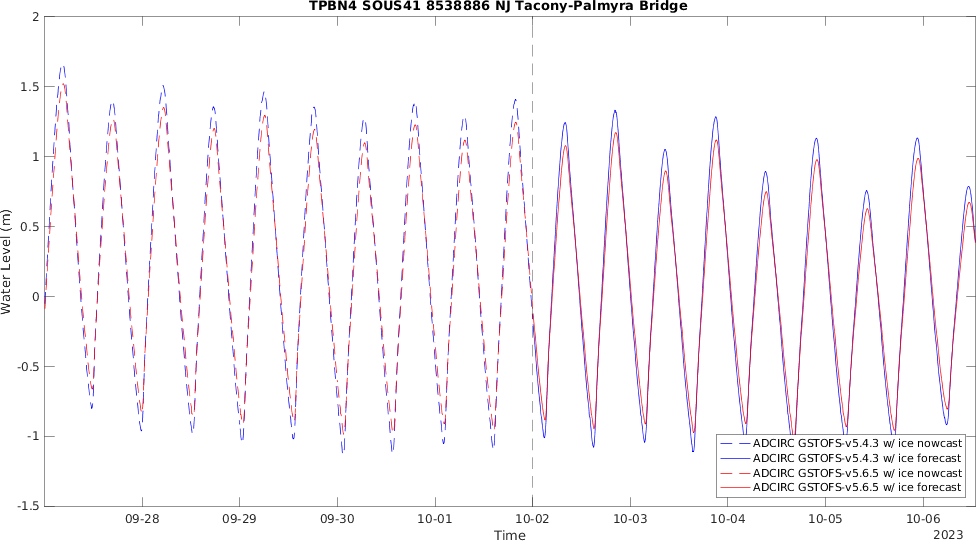 TPBN4 SOUS41 8538886 NJ Tacony-Palmyra Bridge
2
1.5
1
0.5
0
-0.5
-1
-1.5
Water Level (m)
ADCIRC GSTOFS-v5.4.3 w/ ice nowcast
ADCIRC GSTOFS-v5.4.3 w/ ice forecast
ADCIRC GSTOFS-v5.6.5 w/ ice nowcast
ADCIRC GSTOFS-v5.6.5 w/ ice forecast
09-28 09-29 09-30 10-01 10-02 10-03 10-04 10-05 10-06
Time
2023